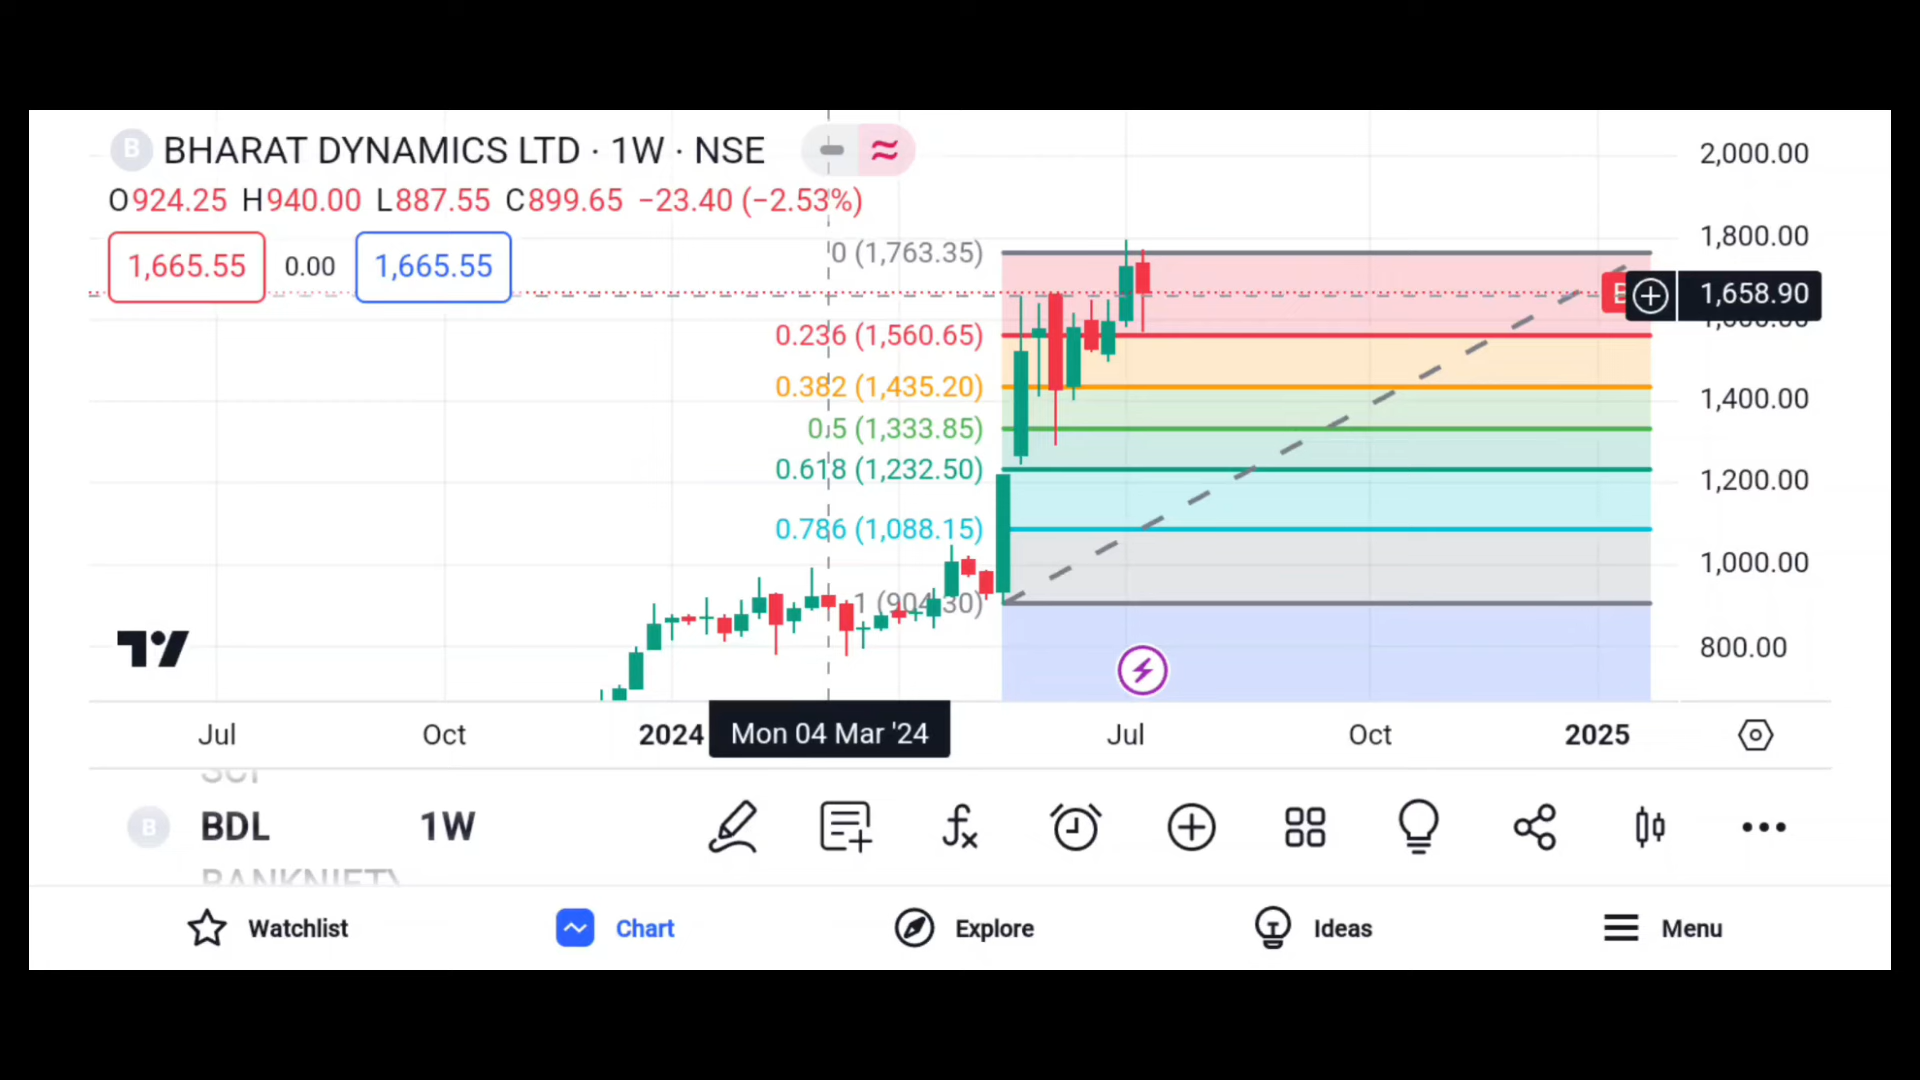 B BHARAT DYNAMICS LTD · 1W · NSE
O924.25 H940.00 L887.55 C899.65 −23.40 (−2.53%)
1,665.55 0.00 1,665.55
0 (1,763.35)
0.236 (1,560.65)
0.382 (1,435.20)
0.5 (1,333.85)
0.618 (1,232.50)
0.786 (1,088.15)
1 (904.30)
2,000.00
1,800.00
1,658.90
1,400.00
1,200.00
1,000.00
800.00
Jul Oct 2024 Mon 04 Mar '24 Jul Oct 2025
B BDL 1W
BANKNIFTY
Watchlist Chart Explore Ideas Menu